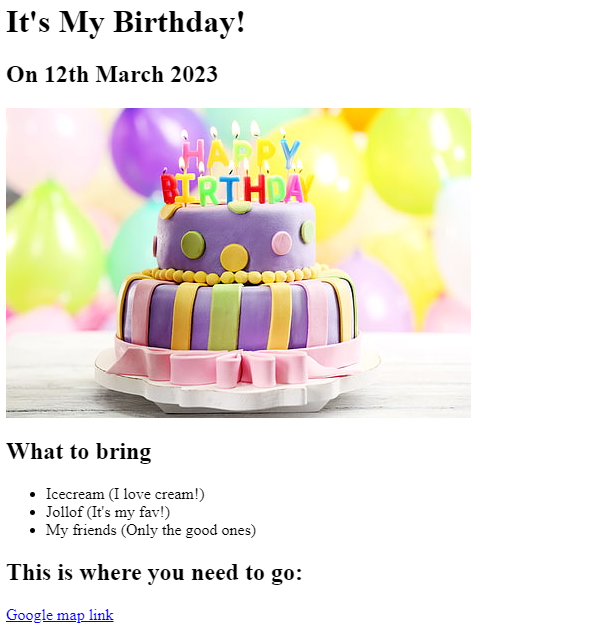 It's My Birthday!
On 12th March 2023
HAPPY
BIRTHDAY
What to bring
Icecream (I love cream!)
Jollof (It's my fav!)
My friends (Only the good ones)
This is where you need to go:
Google map link